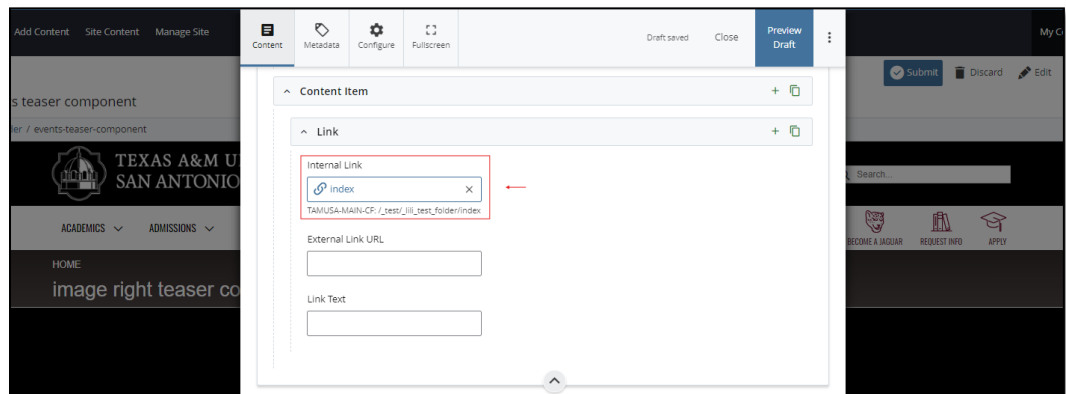 Add Content Site Content Manage Site
Content Metadata Configure Fullscreen
Draft saved Close Preview Draft
My C
Submit Discard Edit
s teaser component
er / events-teaser-component
Content Item
Link
Internal Link
index
TAMUSA-MAIN-CF: /_test/_lili_test_folder/index
External Link URL
Link Text
TEXAS A&M U
SAN ANTONIO
Search...
ACADEMICS ADMISSIONS
BECOME A JAGUAR REQUEST INFO APPLY
HOME
image right teaser co